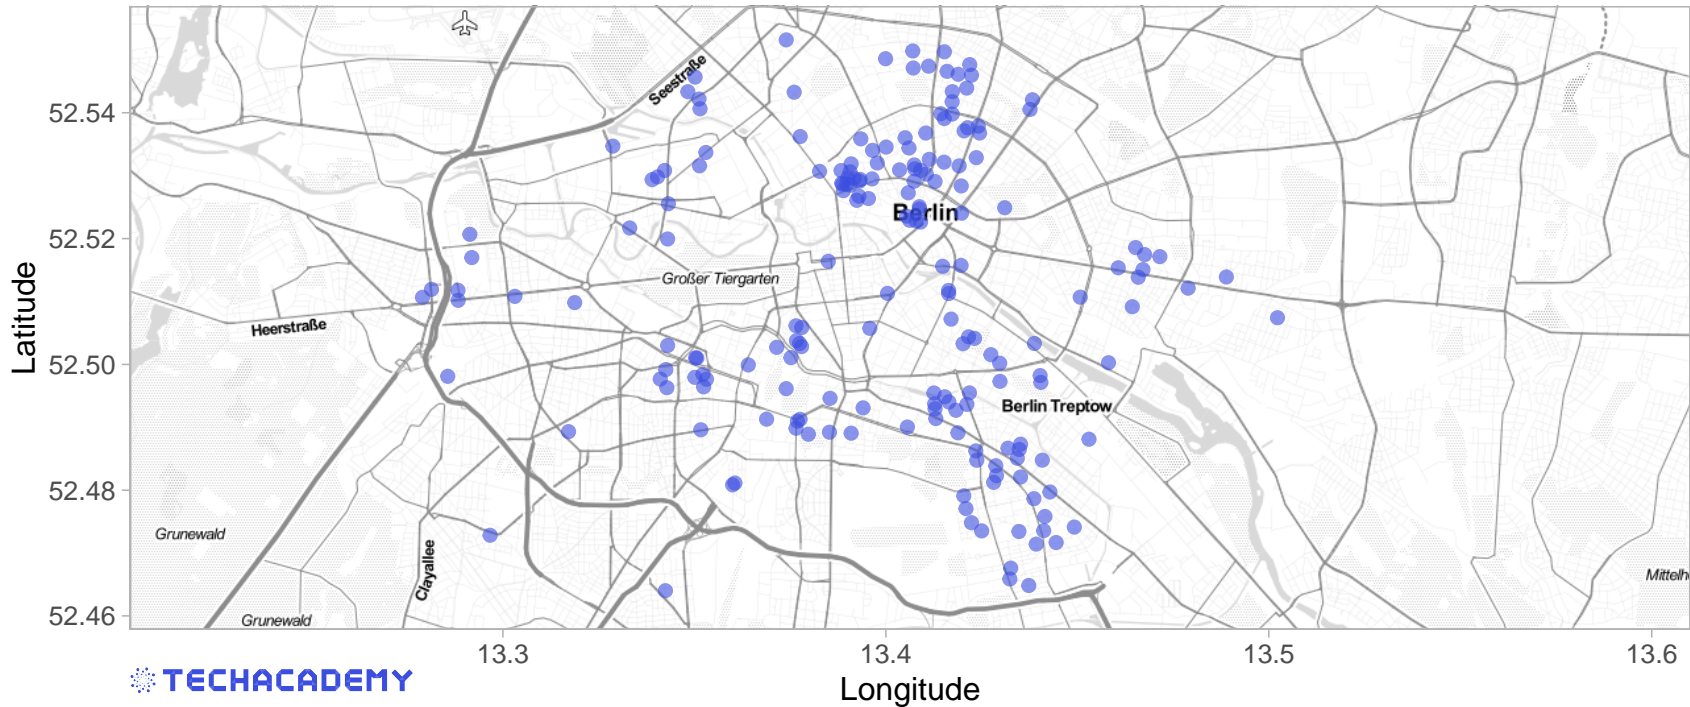 Seestraße
52.54
Berlin
52.52
Großer Tiergarten
Heerstraße
52.50
Berlin Treptow
52.48
Grunewald
Clayallee
Mittelh
Grunewald
52.46
13.3
13.4
13.5
13.6
Latitude
Longitude
TECHACADEMY